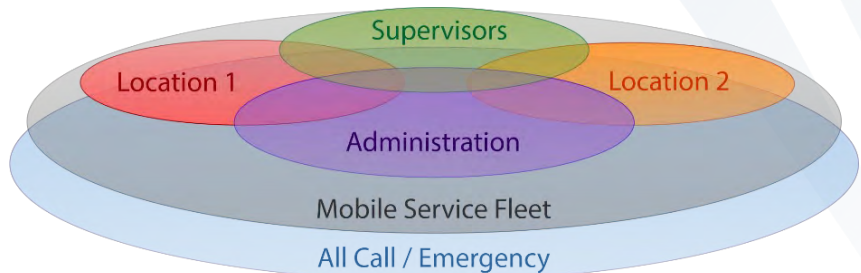 Supervisors
Location 1
Location 2
Administration
Mobile Service Fleet
All Call / Emergency